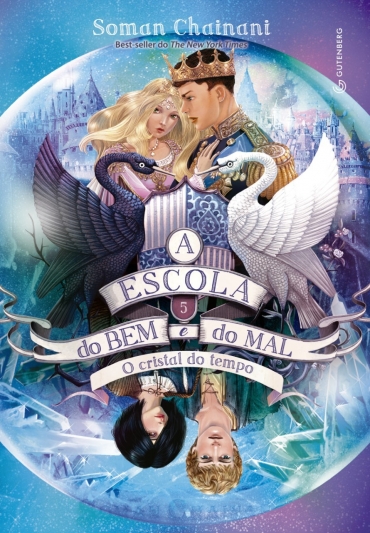 Soman Chainani
Best-seller do The New York Times
GUTENBERG
A
ESCOLA
5
do BEM e do MAL
O cristal do tempo